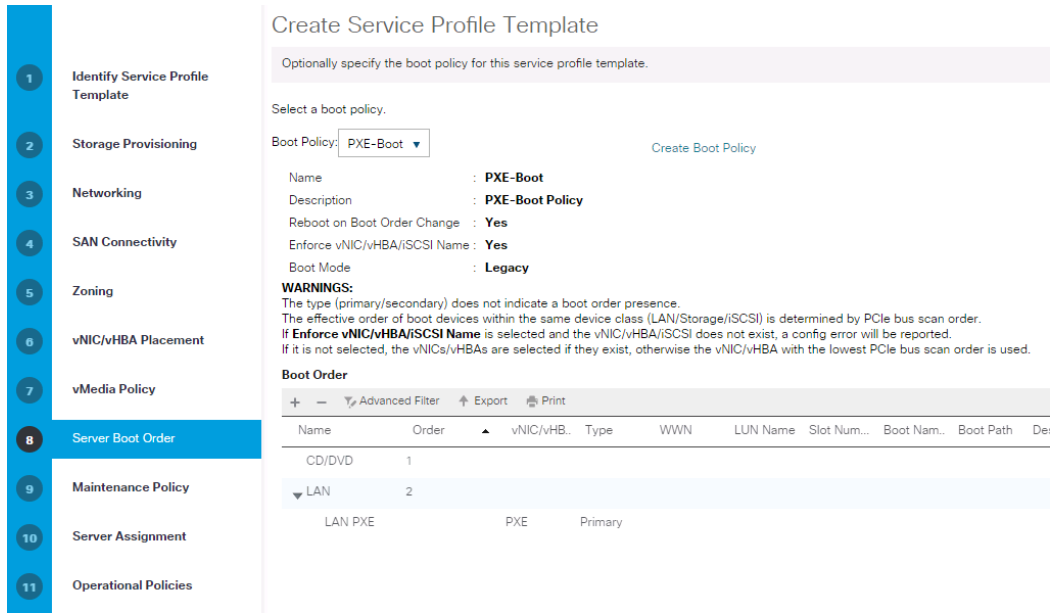 Create Service Profile Template
Optionally specify the boot policy for this service profile template.
1 Identify Service Profile
Template
2 Storage Provisioning
3 Networking
4 SAN Connectivity
5 Zoning
6 vNIC/vHBA Placement
7 vMedia Policy
8 Server Boot Order
9 Maintenance Policy
10 Server Assignment
11 Operational Policies
Select a boot policy.
Boot Policy: PXE-Boot Create Boot Policy
Name : PXE-Boot
Description : PXE-Boot Policy
Reboot on Boot Order Change : Yes
Enforce vNIC/vHBA/iSCSI Name : Yes
Boot Mode : Legacy
WARNINGS:
The type (primary/secondary) does not indicate a boot order presence.
The effective order of boot devices within the same device class (LAN/Storage/iSCSI) is determined by PCIe bus scan order.
If Enforce vNIC/vHBA/iSCSI Name is selected and the vNIC/vHBA/iSCSI does not exist, a config error will be reported.
If it is not selected, the vNICs/vHBAs are selected if they exist, otherwise the vNIC/vHBA with the lowest PCIe bus scan order is used.
Boot Order
+ − Advanced Filter Export Print
Name Order vNIC/vHB.. Type WWN LUN Name Slot Num... Boot Nam... Boot Path Des
CD/DVD 1
LAN 2
LAN PXE PXE Primary